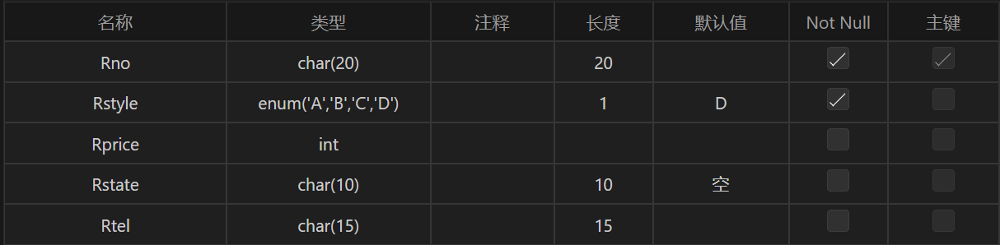 名称 类型 注释 长度 默认值 Not Null 主键
Rno char(20) 20
Rstyle enum('A','B','C','D') 1 D
Rprice int
Rstate char(10) 10 空
Rtel char(15) 15